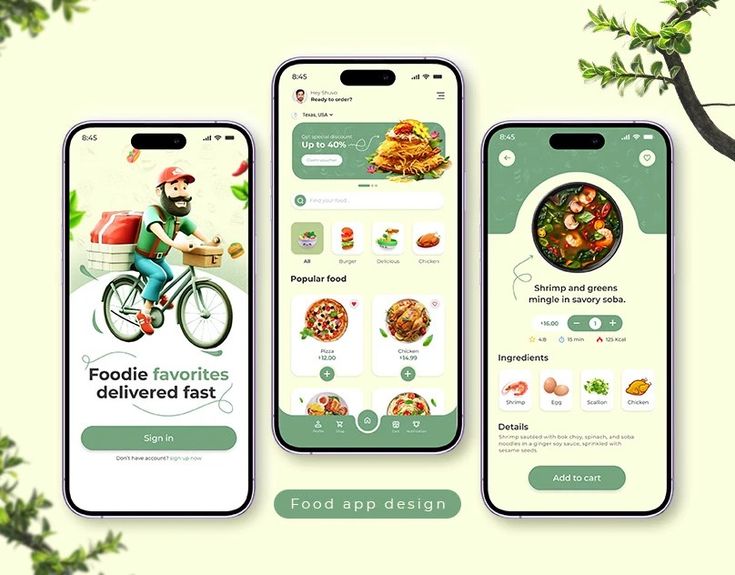 8:45
Foodie favorites
delivered fast
Sign in
Don't have account? sign up now
8:45
Hey Shuvo
Ready to order?
Texas, USA
Get special discount
Up to 40%
Claim voucher
Find your food
All
Burger
Delicious
Chicken
Popular food
Pizza
$12.00
+
Chicken
$14.99
+
Profile
Shop
Notification
8:45
Shrimp and greens
mingle in savory soba.
$16.00
− 1 +
4.8
15 min
125 Kcal
Ingredients
Shrimp
Egg
Scallion
Chicken
Details
Shrimp sautéed with bok choy, spinach, and soba
noodles in a ginger soy sauce, sprinkled with
sesame seeds.
Add to cart
Food app design